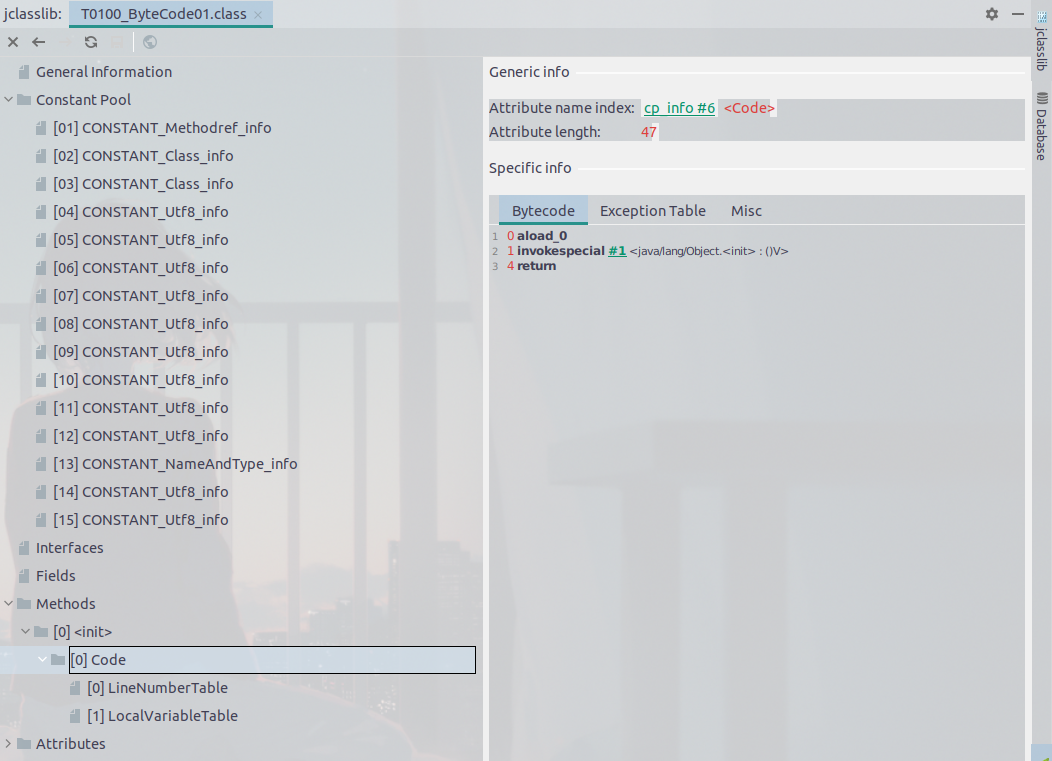 jclasslib: T0100_ByteCode01.class
General Information
Constant Pool
[01] CONSTANT_Methodref_info
[02] CONSTANT_Class_info
[03] CONSTANT_Class_info
[04] CONSTANT_Utf8_info
[05] CONSTANT_Utf8_info
[06] CONSTANT_Utf8_info
[07] CONSTANT_Utf8_info
[08] CONSTANT_Utf8_info
[09] CONSTANT_Utf8_info
[10] CONSTANT_Utf8_info
[11] CONSTANT_Utf8_info
[12] CONSTANT_Utf8_info
[13] CONSTANT_NameAndType_info
[14] CONSTANT_Utf8_info
[15] CONSTANT_Utf8_info
Interfaces
Fields
Methods
[0] <init>
[0] Code
[0] LineNumberTable
[1] LocalVariableTable
Attributes
Generic info
Attribute name index: cp_info #6 <Code>
Attribute length: 47
Specific info
Bytecode Exception Table Misc
1 0 aload_0
2 1 invokespecial #1 <java/lang/Object.<init> : ()V>
3 4 return
jclasslib
Database